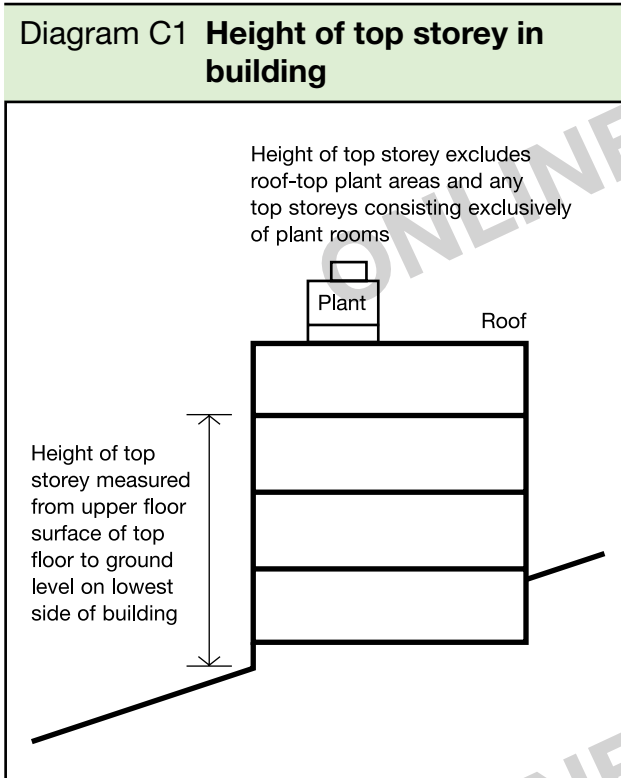 Diagram C1 Height of top storey in
building
Height of top storey excludes
roof-top plant areas and any
top storeys consisting exclusively
of plant rooms
Plant
Roof
Height of top
storey measured
from upper floor
surface of top
floor to ground
level on lowest
side of building
ONLINE